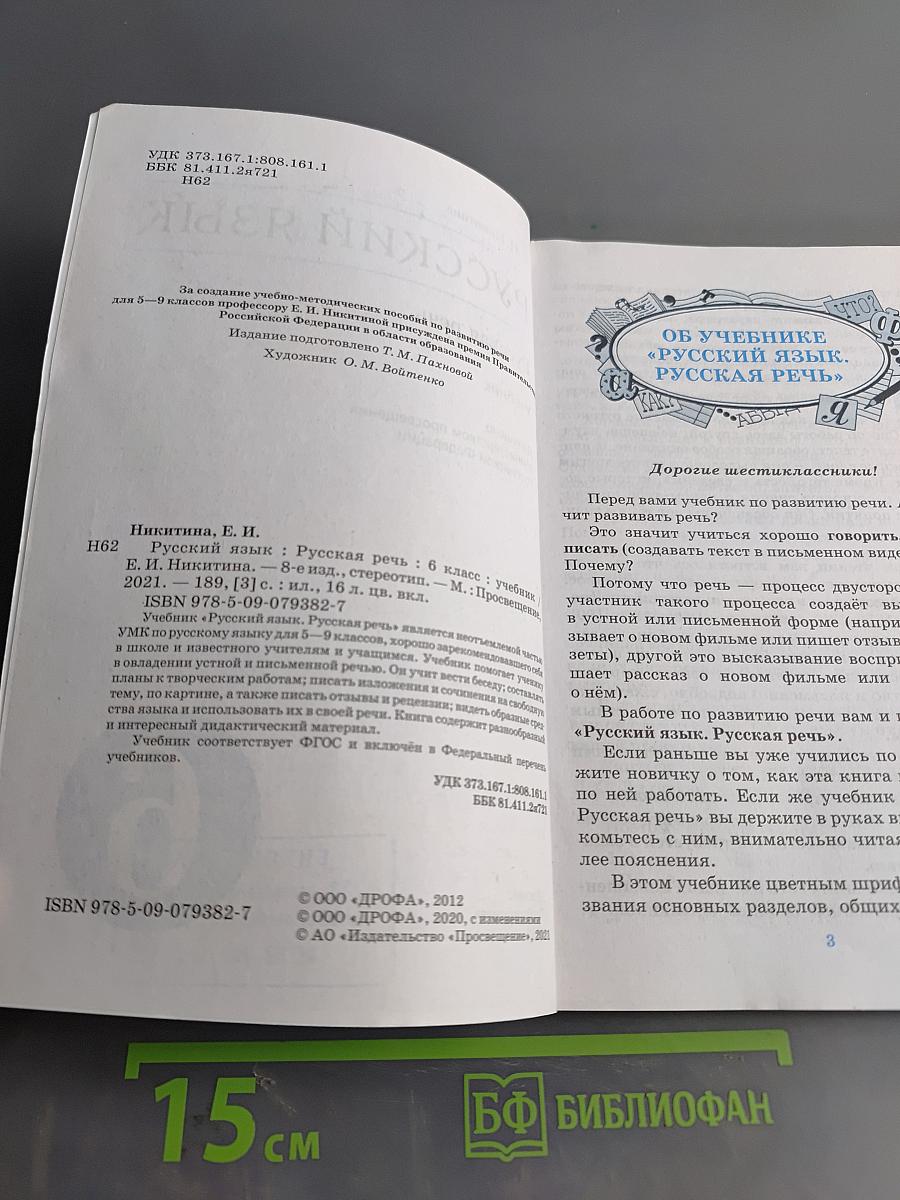 УДК 373.167.1:808.161.1
ББК 81.411.2я721
Н62
За создание учебно-методических пособий по развитию речи
для 5—9 классов профессору Е. И. Никитиной присуждена премия Правительства
Российской Федерации в области образования
Издание подготовлено Т. М. Пахновой
Художник О. М. Войтенко
Никитина, Е. И.
Н62 Русский язык : Русская речь : 6 класс : учебник /
Е. И. Никитина. — 8-е изд., стереотип. — М. : Просвещение,
2021. — 189, [3] с. : ил., 16 л. цв. вкл.
ISBN 978-5-09-079382-7
Учебник «Русский язык. Русская речь» является неотъемлемой частью
УМК по русскому языку для 5—9 классов, хорошо зарекомендовавшего себя
в школе и известного учителям и учащимся. Учебник помогает ученику
в овладении устной и письменной речью. Он учит вести беседу; составлять
планы к творческим работам; писать изложения и сочинения на свободную
тему, по картине, а также писать отзывы и рецензии; видеть образные сред-
ства языка и использовать их в своей речи. Книга содержит разнообразный
и интересный дидактический материал.
Учебник соответствует ФГОС и включён в Федеральный перечень
учебников.
УДК 373.167.1:808.161.1
ББК 81.411.2я721
ISBN 978-5-09-079382-7
© ООО «ДРОФА», 2012
© ООО «ДРОФА», 2020, с изменениями
© АО «Издательство «Просвещение», 2021
ЧТО?
Ф
?
а
КАК?
АБВГД
Я
ОБ УЧЕБНИКЕ
«РУССКИЙ ЯЗЫК.
РУССКАЯ РЕЧЬ»
Дорогие шестиклассники!
Перед вами учебник по развитию речи.
чит развивать речь?
Это значит учиться хорошо говорить
писать (создавать текст в письменном виде
Почему?
Потому что речь — процесс двусторо
участник такого процесса создаёт вы
в устной или письменной форме (напри
зывает о новом фильме или пишет отзыв
зеты), другой это высказывание воспри
шает рассказ о новом фильме или
о нём).
В работе по развитию речи вам и
«Русский язык. Русская речь».
Если раньше вы уже учились по
жите новичку о том, как эта книга
по ней работать. Если же учебник
Русская речь» вы держите в руках в
комьтесь с ним, внимательно читая
лее пояснения.
В этом учебнике цветным шриф
звания основных разделов, общих
3
15 см
БФ БИБЛИОФАН